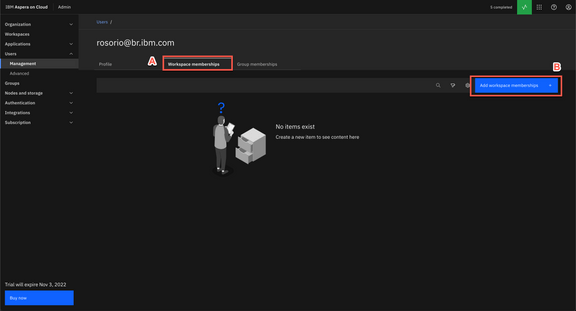 IBM Aspera on Cloud Admin 5 completed
Organization
Workspaces
Applications
Users
Management
Advanced
Groups
Nodes and storage
Authentication
Integrations
Subscription
Trial will expire Nov 3, 2022
Buy now
Users /
rosorio@br.ibm.com
Profile A Workspace memberships Group memberships
B
Add workspace memberships +
?
No items exist
Create a new item to see content here